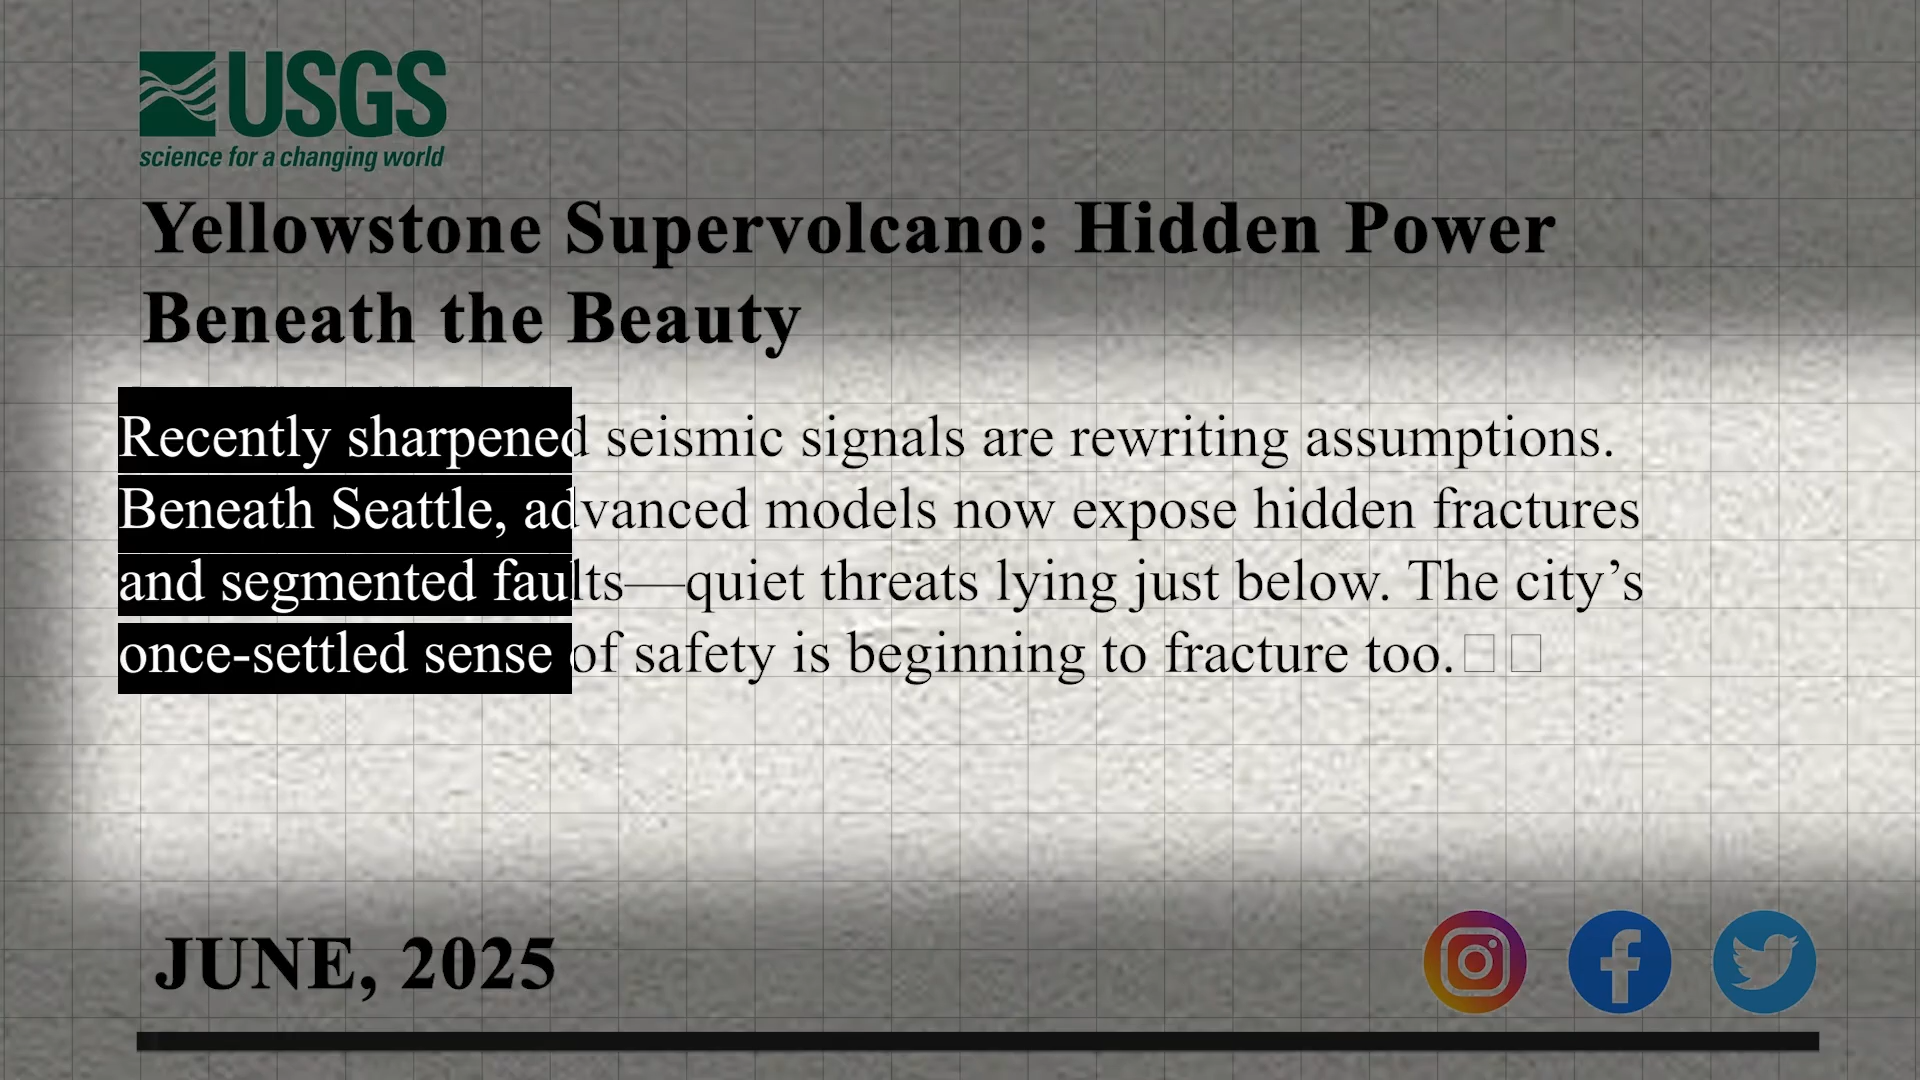 USGS
science for a changing world
Yellowstone Supervolcano: Hidden Power
Beneath the Beauty
Recently sharpened seismic signals are rewriting assumptions.
Beneath Seattle, advanced models now expose hidden fractures
and segmented faults—quiet threats lying just below. The city’s
once-settled sense of safety is beginning to fracture too.
JUNE, 2025